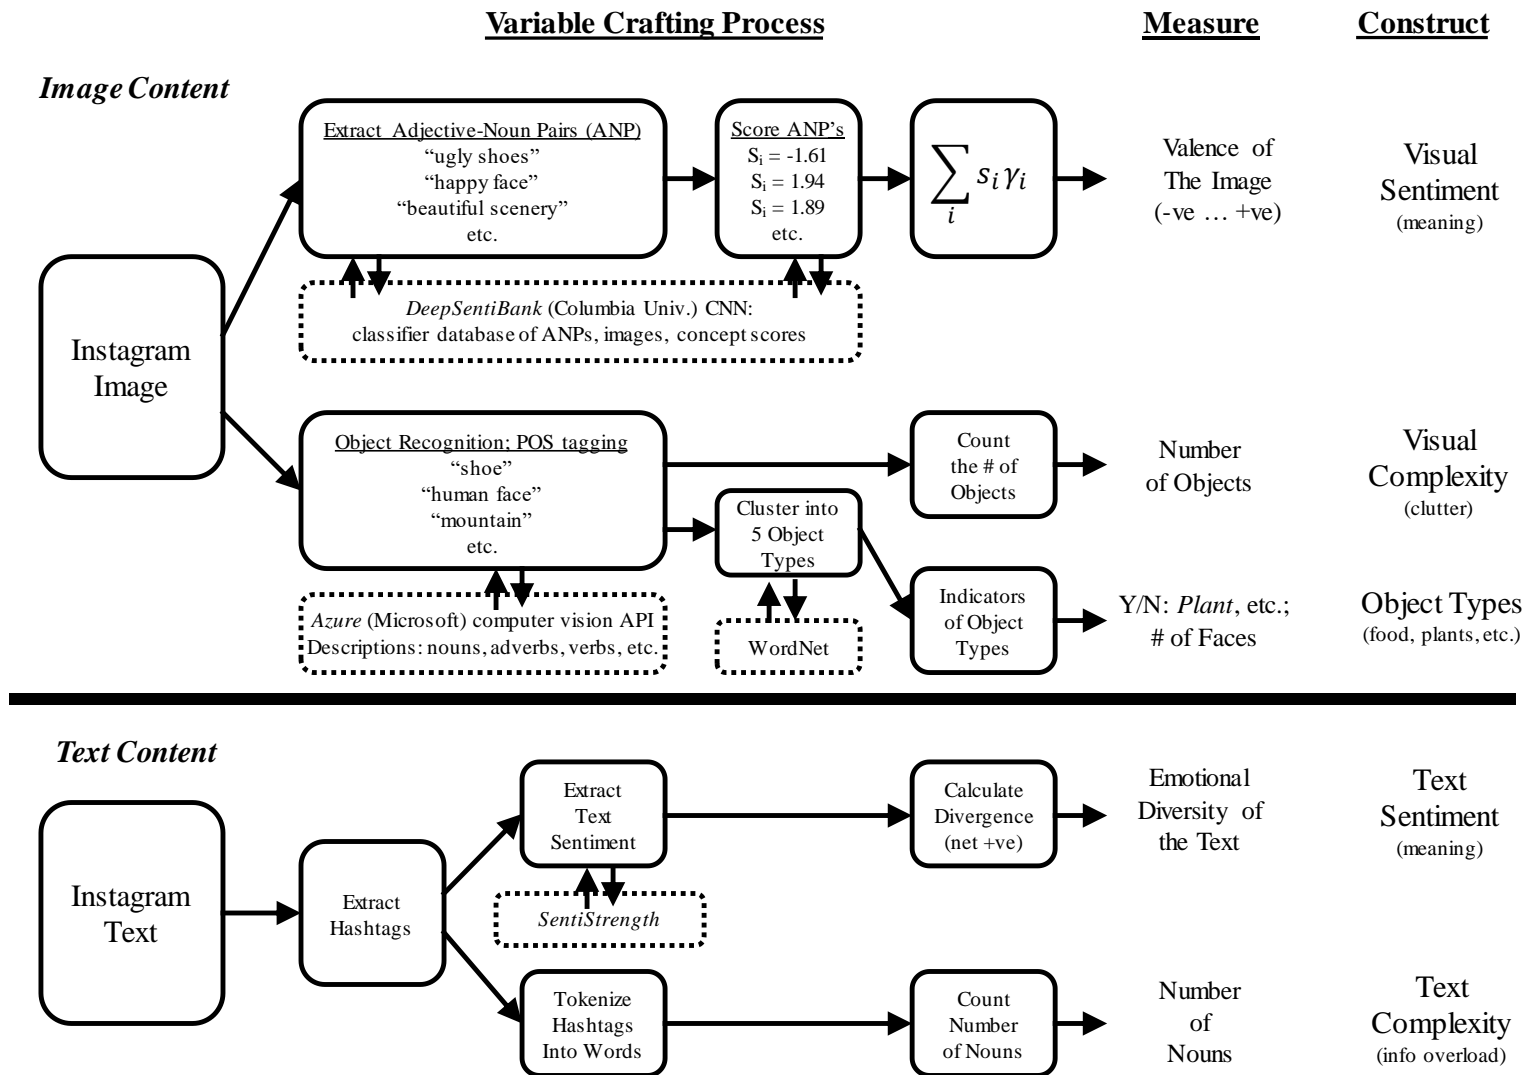 Variable Crafting Process
Measure
Construct
Image Content
Extract Adjective-Noun Pairs (ANP)
“ugly shoes”
“happy face”
“beautiful scenery”
etc.
Score ANP’s
Si = -1.61
Si = 1.94
Si = 1.89
etc.
∑i siγi
Valence of
The Image
(-ve … +ve)
Visual
Sentiment
(meaning)
DeepSentiBank (Columbia Univ.) CNN:
classifier database of ANPs, images, concept scores
Instagram
Image
Object Recognition; POS tagging
“shoe”
“human face”
“mountain”
etc.
Count
the # of
Objects
Number
of Objects
Visual
Complexity
(clutter)
Cluster into
5 Object
Types
Azure (Microsoft) computer vision API
Descriptions: nouns, adverbs, verbs, etc.
WordNet
Indicators
of Object
Types
Y/N: Plant, etc.;
# of Faces
Object Types
(food, plants, etc.)
Text Content
Instagram
Text
Extract
Hashtags
Extract
Text
Sentiment
SentiStrength
Calculate
Divergence
(net +ve)
Emotional
Diversity of
the Text
Text
Sentiment
(meaning)
Tokenize
Hashtags
Into Words
Count
Number
of Nouns
Number
of
Nouns
Text
Complexity
(info overload)